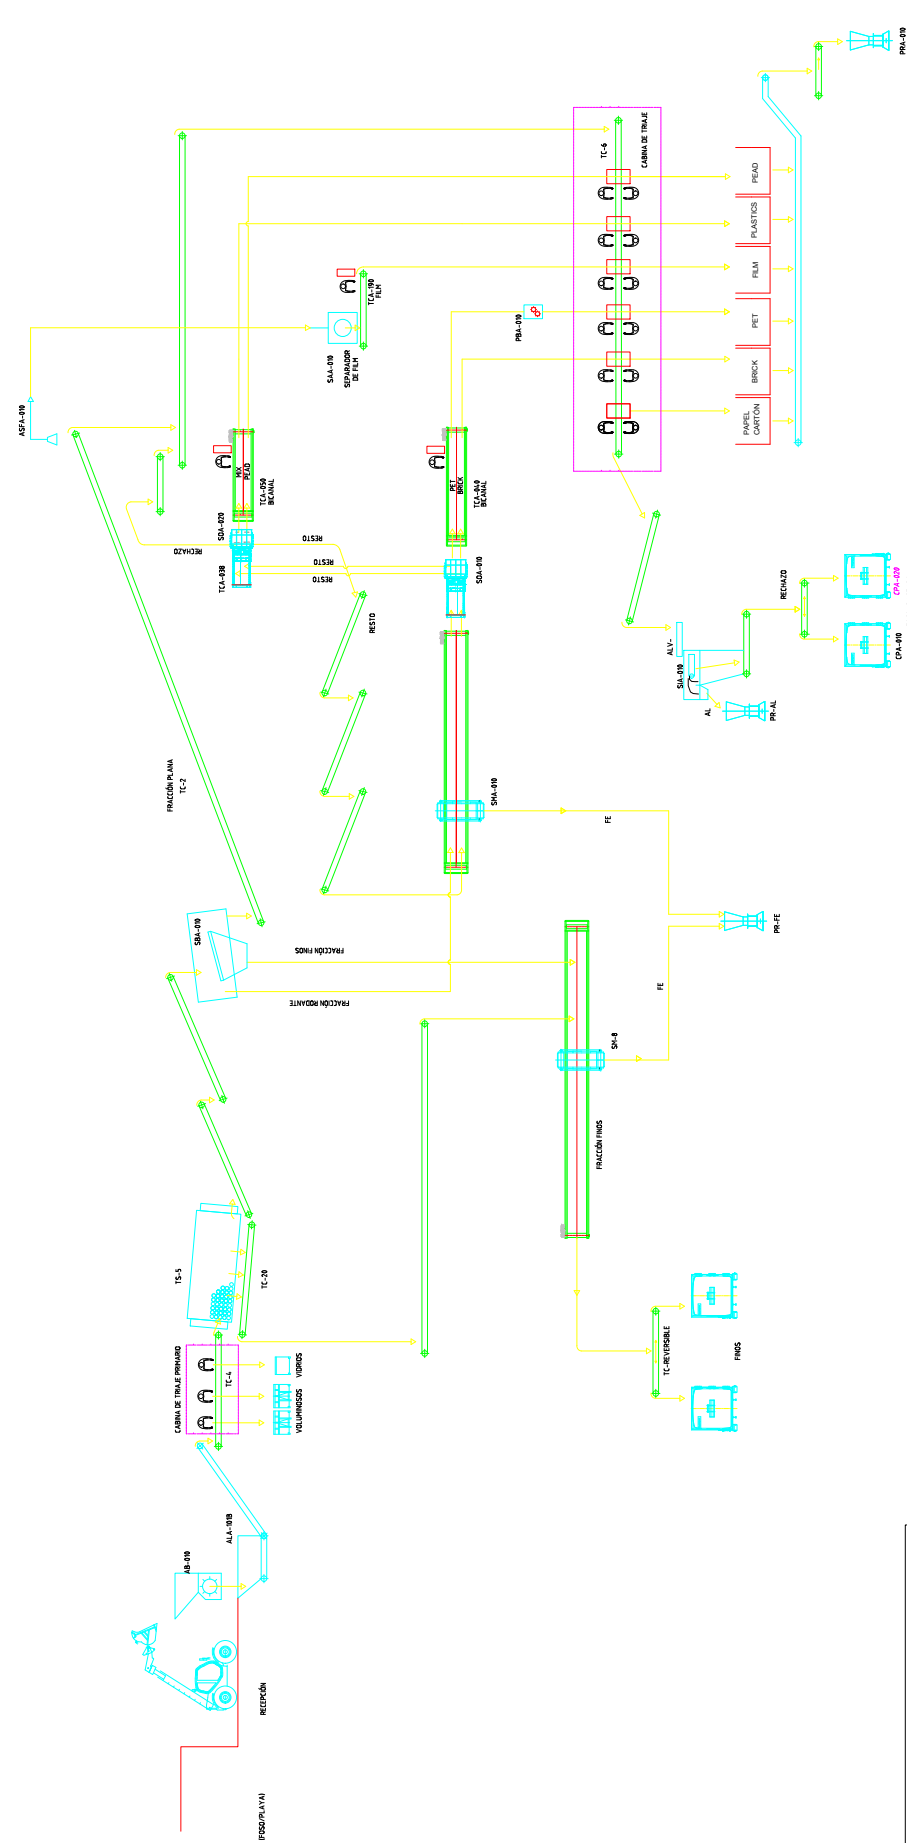 (FOSO/PLAYA)
RECEPCIÓN
AB-010
ALA-101B
CABINA DE TRIAJE PRIMARIO
TC-4
VOLUMINOSOS
VIDRIOS
TS-5
TC-20
SBA-010
FRACCIÓN RODANTE
FRACCIÓN FINOS
FRACCIÓN PLANA
TC-2
FINOS
TC-REVERSIBLE
FRACCIÓN FINOS
SM-8
FE
PR-FE
FE
SMA-010
RESTO
RESTO
RESTO
RECHAZO
TCA-038
SDA-020
SDA-010
TCA-050
BICANAL
MIX
PEAD
TCA-040
BICANAL
PET
BRICK
ASFA-010
SAA-010
SEPARADOR
DE FILM
TCA-190
FILM
PBA-010
TC-6
CABINA DE TRIAJE
PAPEL
CARTÓN
BRICK
PET
FILM
PLASTICS
PEAD
PRA-010
ALV-
SIA-010
AL
PR-AL
RECHAZO
CPA-010
CPA-020